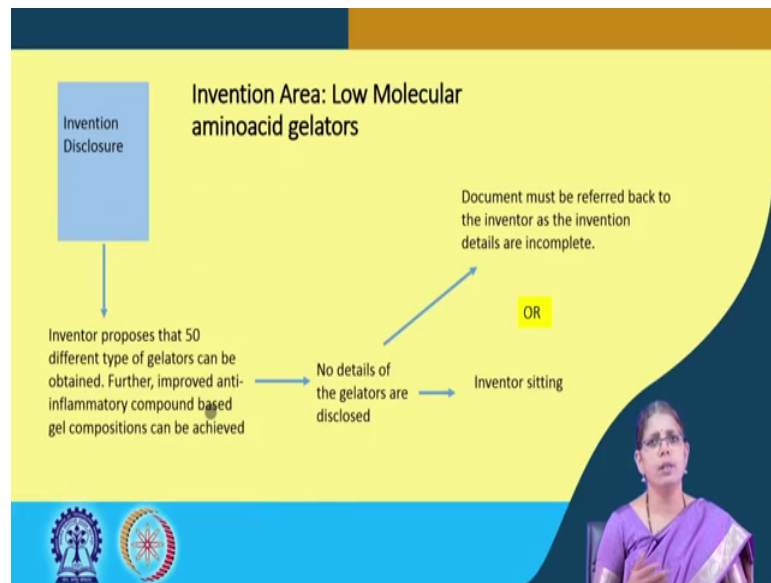 Invention Area: Low Molecular
aminoacid gelators
Invention
Disclosure
Document must be referred back to
the inventor as the invention
details are incomplete.
OR
Inventor proposes that 50
different type of gelators can be
obtained. Further, improved anti-
inflammatory compound based
gel compositions can be achieved
No details of
the gelators are
disclosed
Inventor sitting